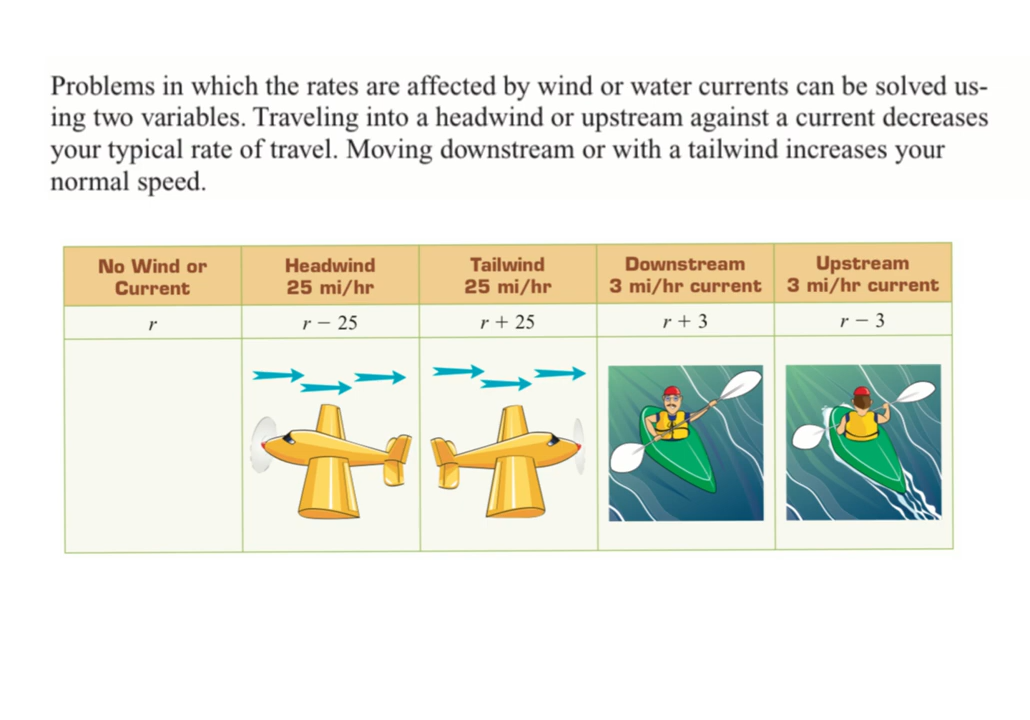 Problems in which the rates are affected by wind or water currents can be solved us-
ing two variables. Traveling into a headwind or upstream against a current decreases
your typical rate of travel. Moving downstream or with a tailwind increases your
normal speed.
No Wind or
Current
Headwind
25 mi/hr
Tailwind
25 mi/hr
Downstream
3 mi/hr current
Upstream
3 mi/hr current
r
r − 25
r + 25
r + 3
r − 3